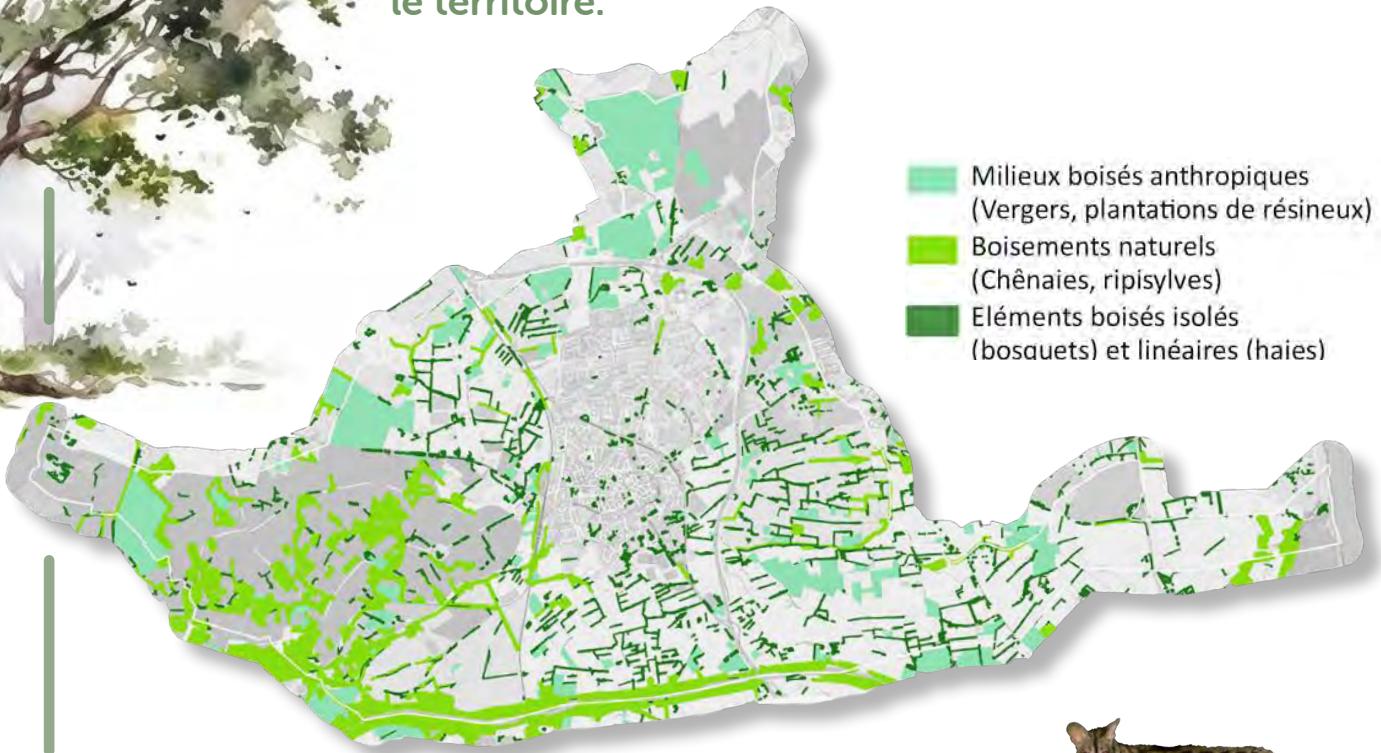 le territoire.
Milieux boisés anthropiques
(Vergers, plantations de résineux)
Boisements naturels
(Chênaies, ripisylves)
Eléments boisés isolés
(bosquets) et linéaires (haies)